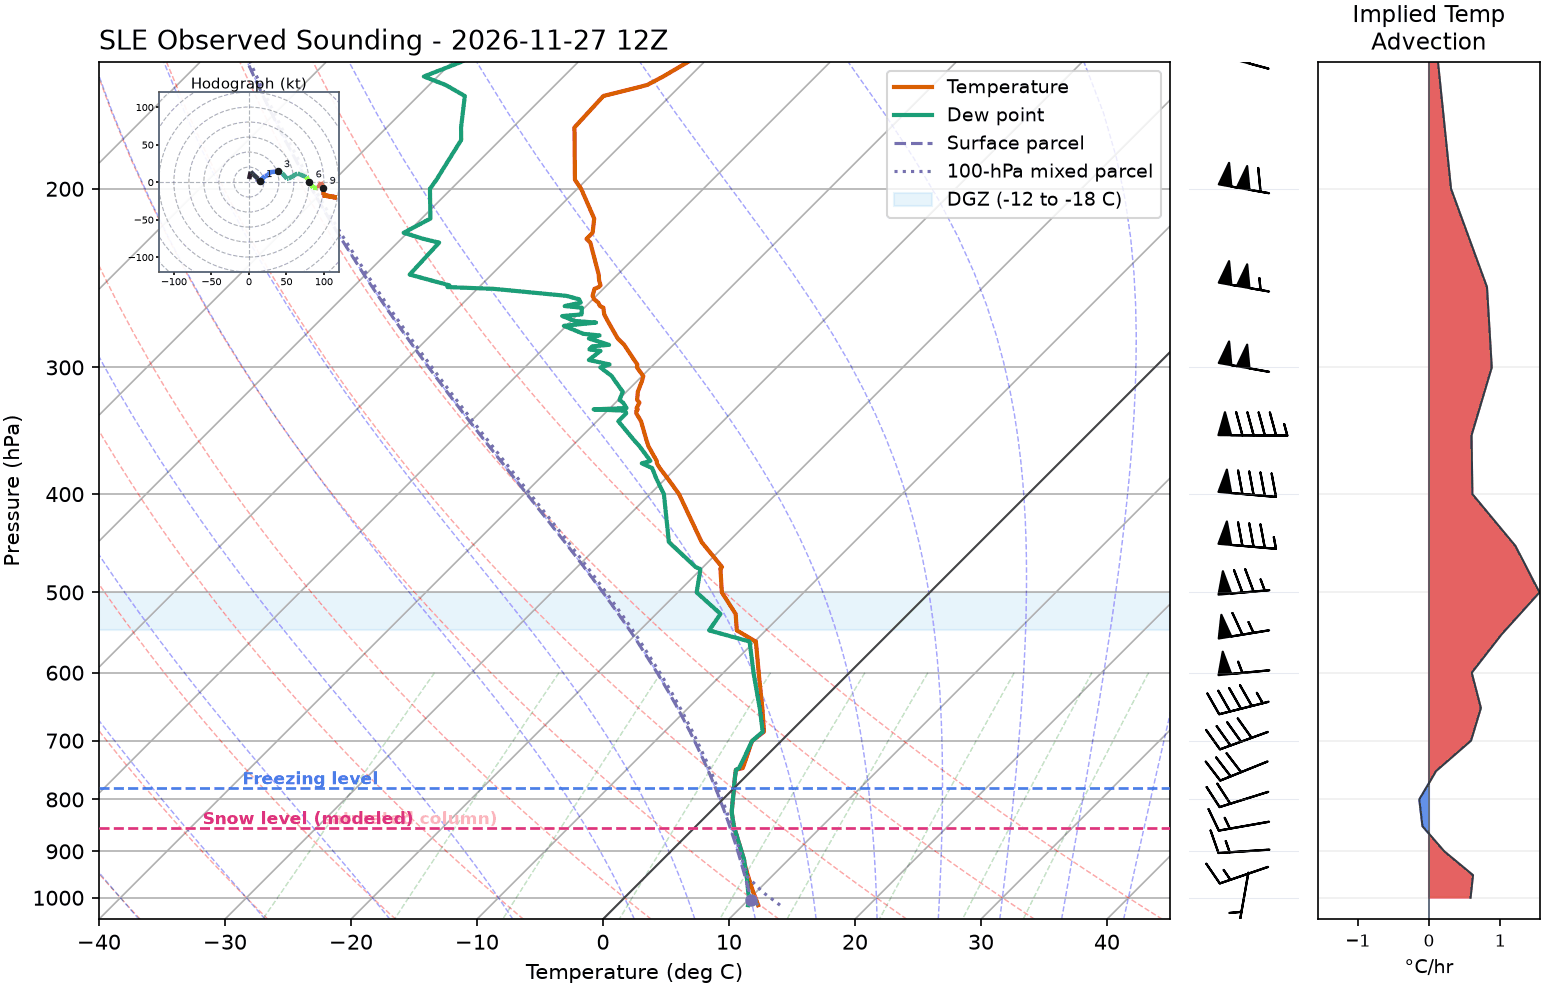 SLE Observed Sounding - 2026-11-27 12Z
Implied Temp
Advection
Hodograph (kt)
100
50
0
−50
−100
−100
−50
0
50
100
1
3
6
9
Temperature
Dew point
Surface parcel
100-hPa mixed parcel
DGZ (-12 to -18 C)
Pressure (hPa)
200
300
400
500
600
700
800
900
1000
Freezing level
Snow level (modeled)
column)
−40
−30
−20
−10
0
10
20
30
40
Temperature (deg C)
−1
0
1
°C/hr